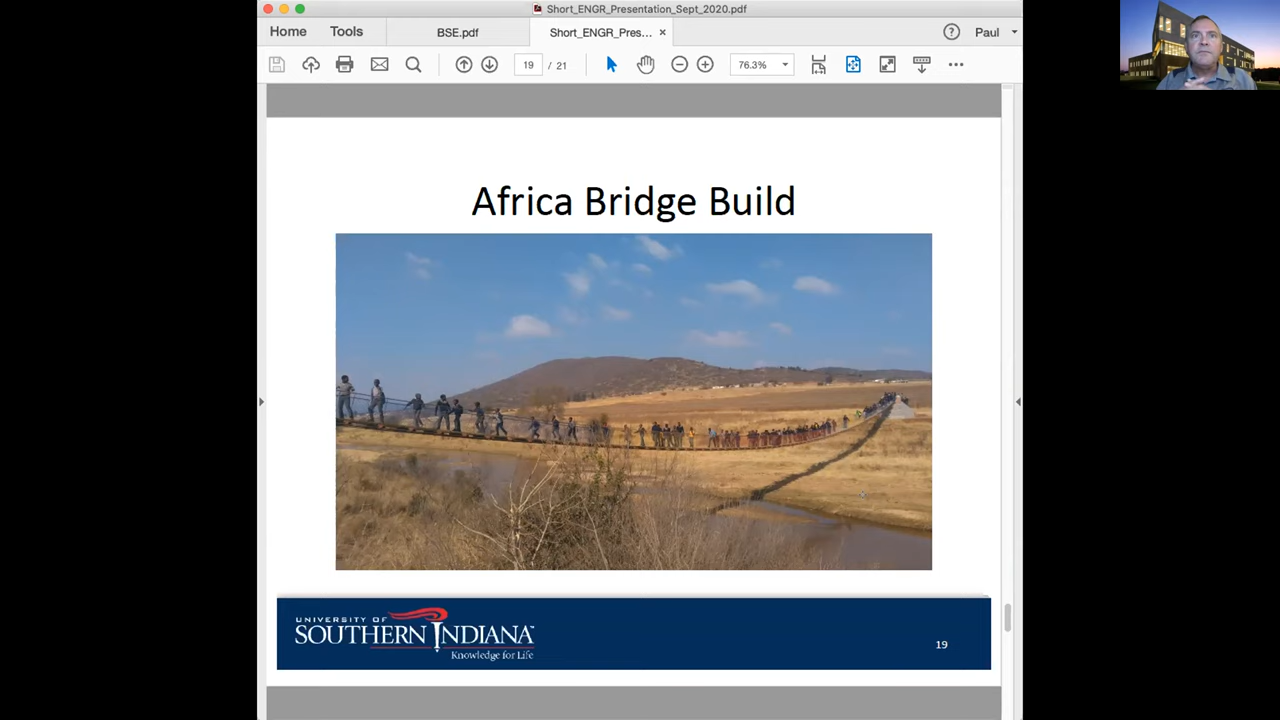 Short_ENGR_Presentation_Sept_2020.pdf
Home Tools BSE.pdf Short_ENGR_Pres... × ? Paul
19 / 21 76.3%
Africa Bridge Build
UNIVERSITY OF
SOUTHERN INDIANA
Knowledge for Life
19